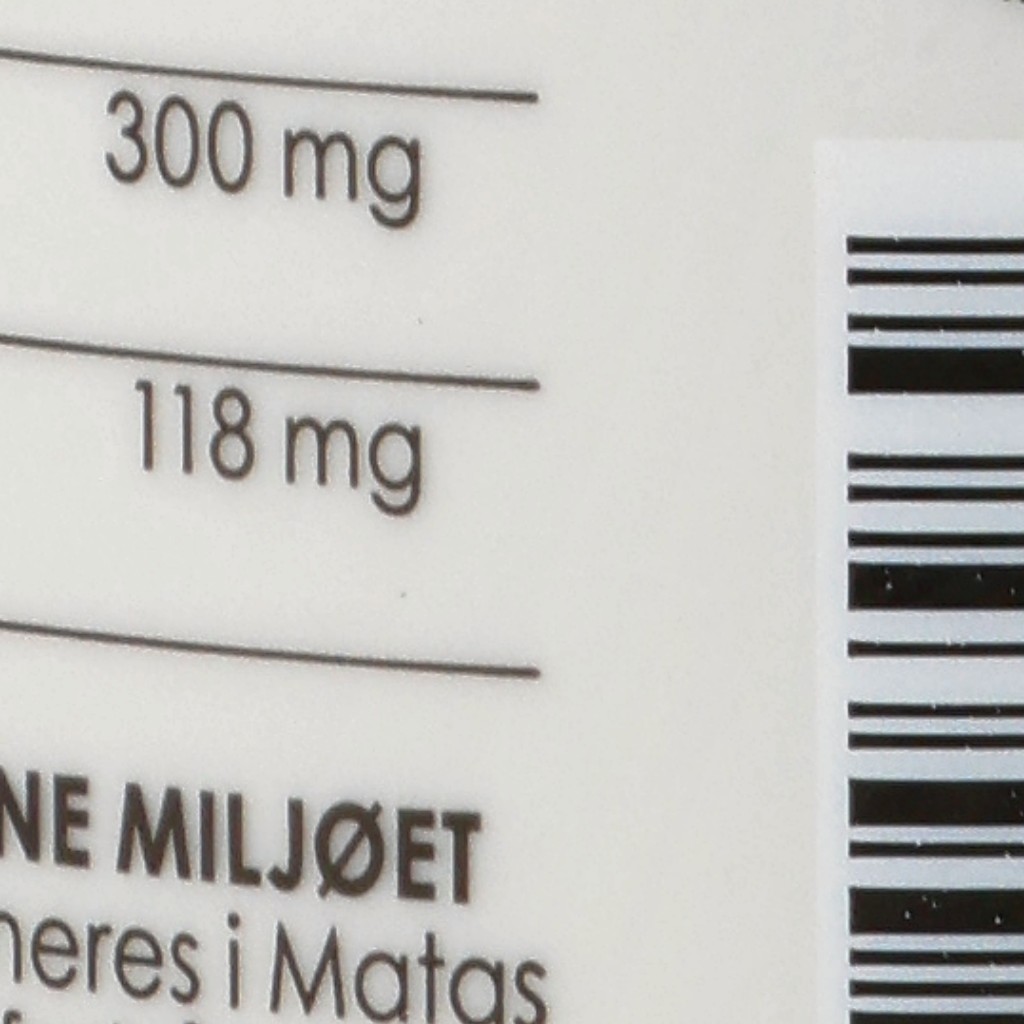 300 mg
118 mg
NE MILJØET
neres i Matas